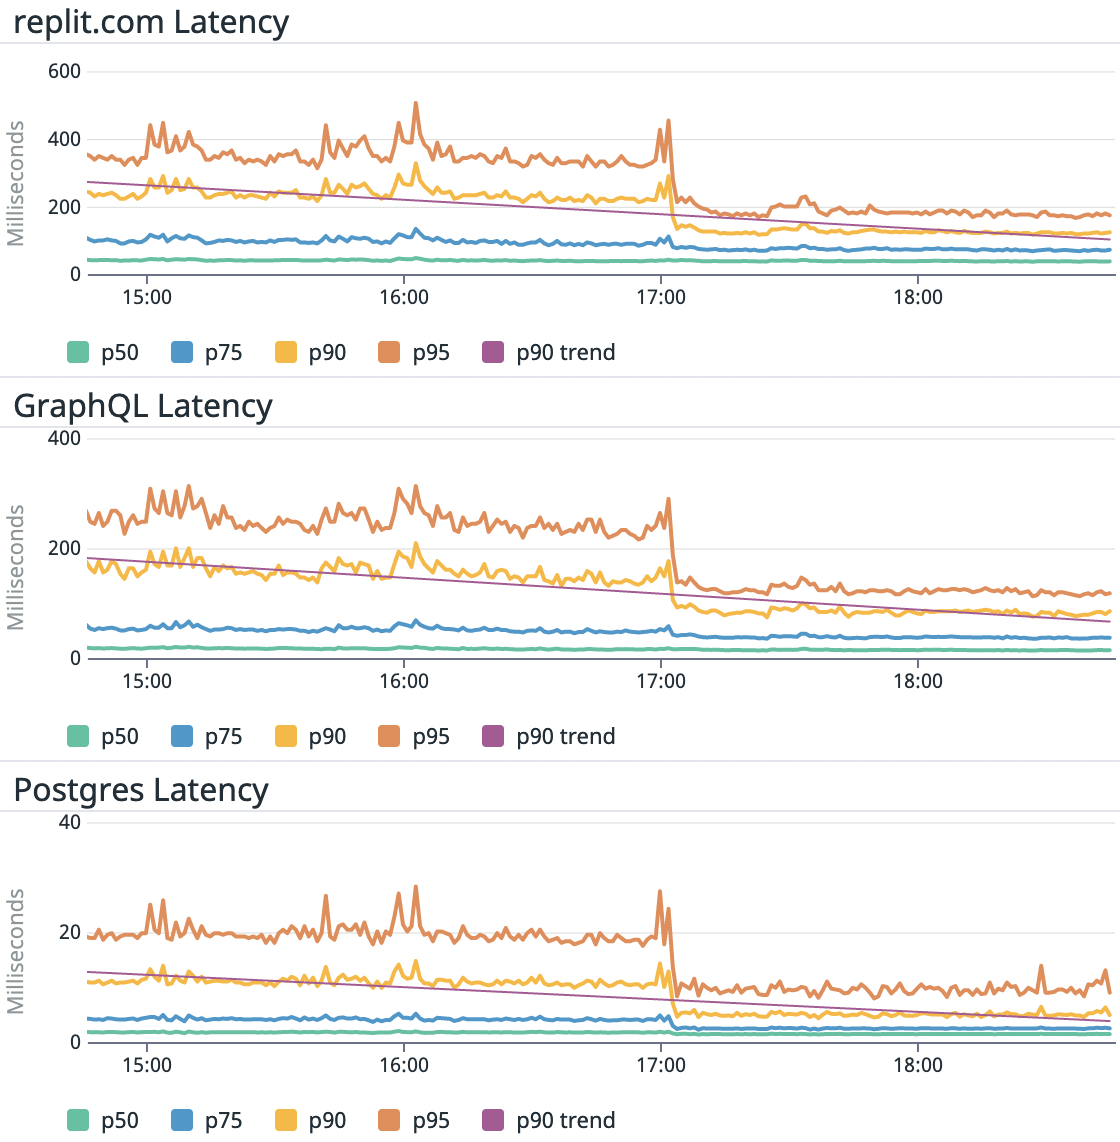 replit.com Latency
600
400
200
0
Milliseconds
15:00 16:00 17:00 18:00
p50 p75 p90 p95 p90 trend
GraphQL Latency
400
200
0
Milliseconds
15:00 16:00 17:00 18:00
p50 p75 p90 p95 p90 trend
Postgres Latency
40
20
0
Milliseconds
15:00 16:00 17:00 18:00
p50 p75 p90 p95 p90 trend